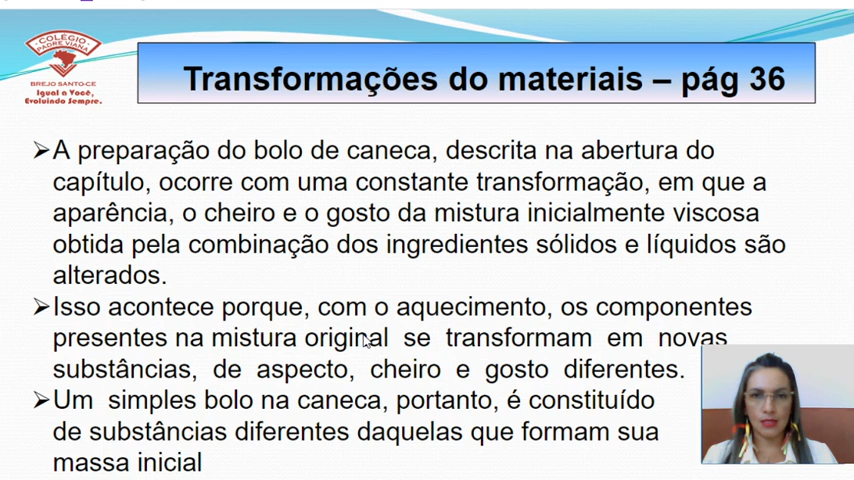 COLÉGIO
PADRE VIANA
BREJO SANTO-CE
Igual a Você,
Evoluindo Sempre.
Transformações do materiais – pág 36
A preparação do bolo de caneca, descrita na abertura do
capítulo, ocorre com uma constante transformação, em que a
aparência, o cheiro e o gosto da mistura inicialmente viscosa
obtida pela combinação dos ingredientes sólidos e líquidos são
alterados.
Isso acontece porque, com o aquecimento, os componentes
presentes na mistura original se transformam em novas
substâncias, de aspecto, cheiro e gosto diferentes.
Um simples bolo na caneca, portanto, é constituído
de substâncias diferentes daquelas que formam sua
massa inicial